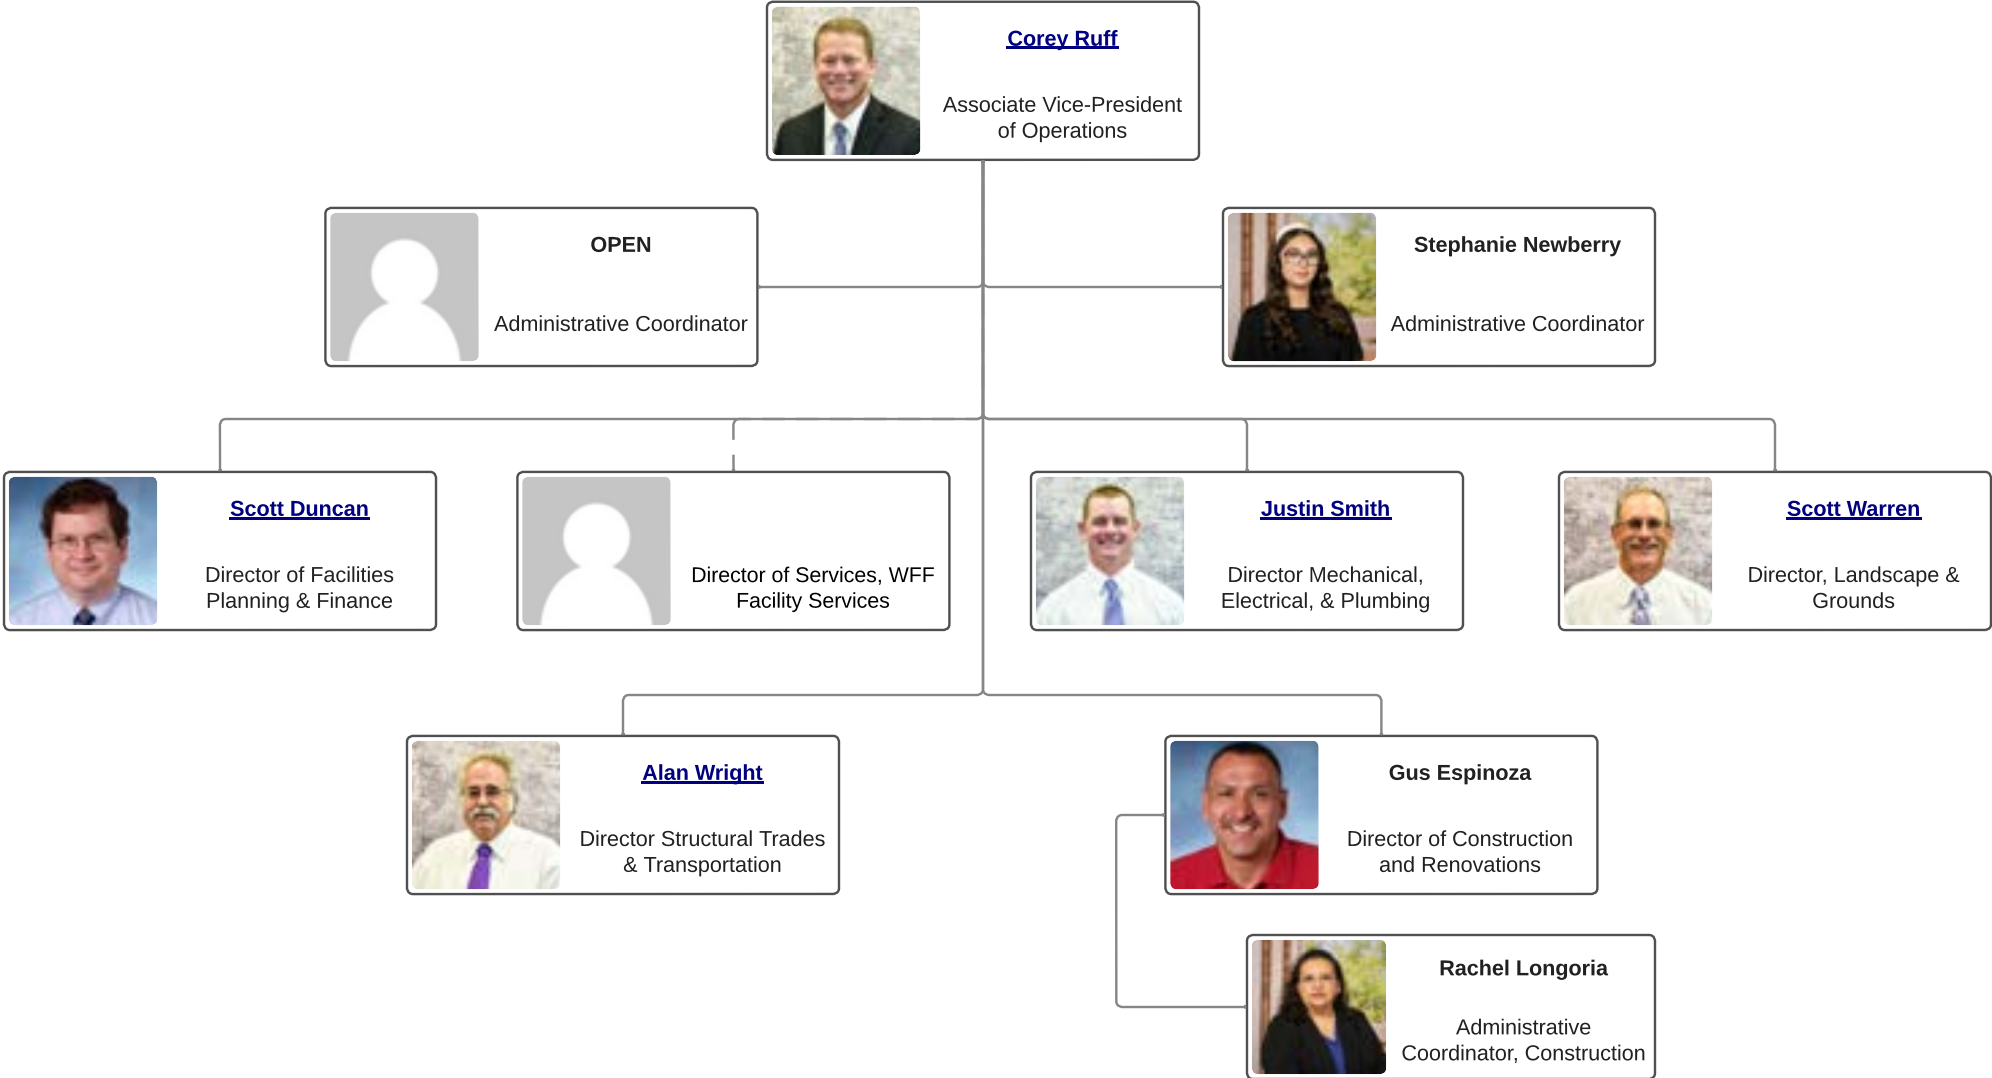 Corey Ruff
Associate Vice-President
of Operations
OPEN
Administrative Coordinator
Stephanie Newberry
Administrative Coordinator
Scott Duncan
Director of Facilities
Planning & Finance
Director of Services, WFF
Facility Services
Justin Smith
Director Mechanical,
Electrical, & Plumbing
Scott Warren
Director, Landscape &
Grounds
Alan Wright
Director Structural Trades
& Transportation
Gus Espinoza
Director of Construction
and Renovations
Rachel Longoria
Administrative
Coordinator, Construction